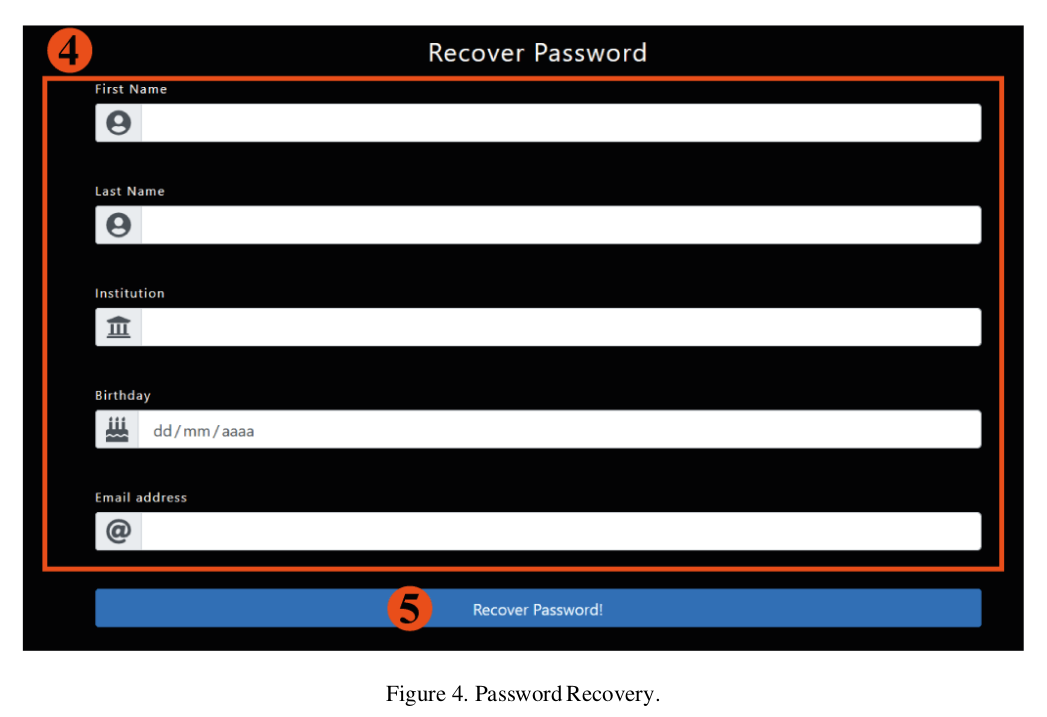 4
Recover Password
First Name
Last Name
Institution
Birthday
dd/mm/aaaa
Email address
@
5 Recover Password!
Figure 4. Password Recovery.